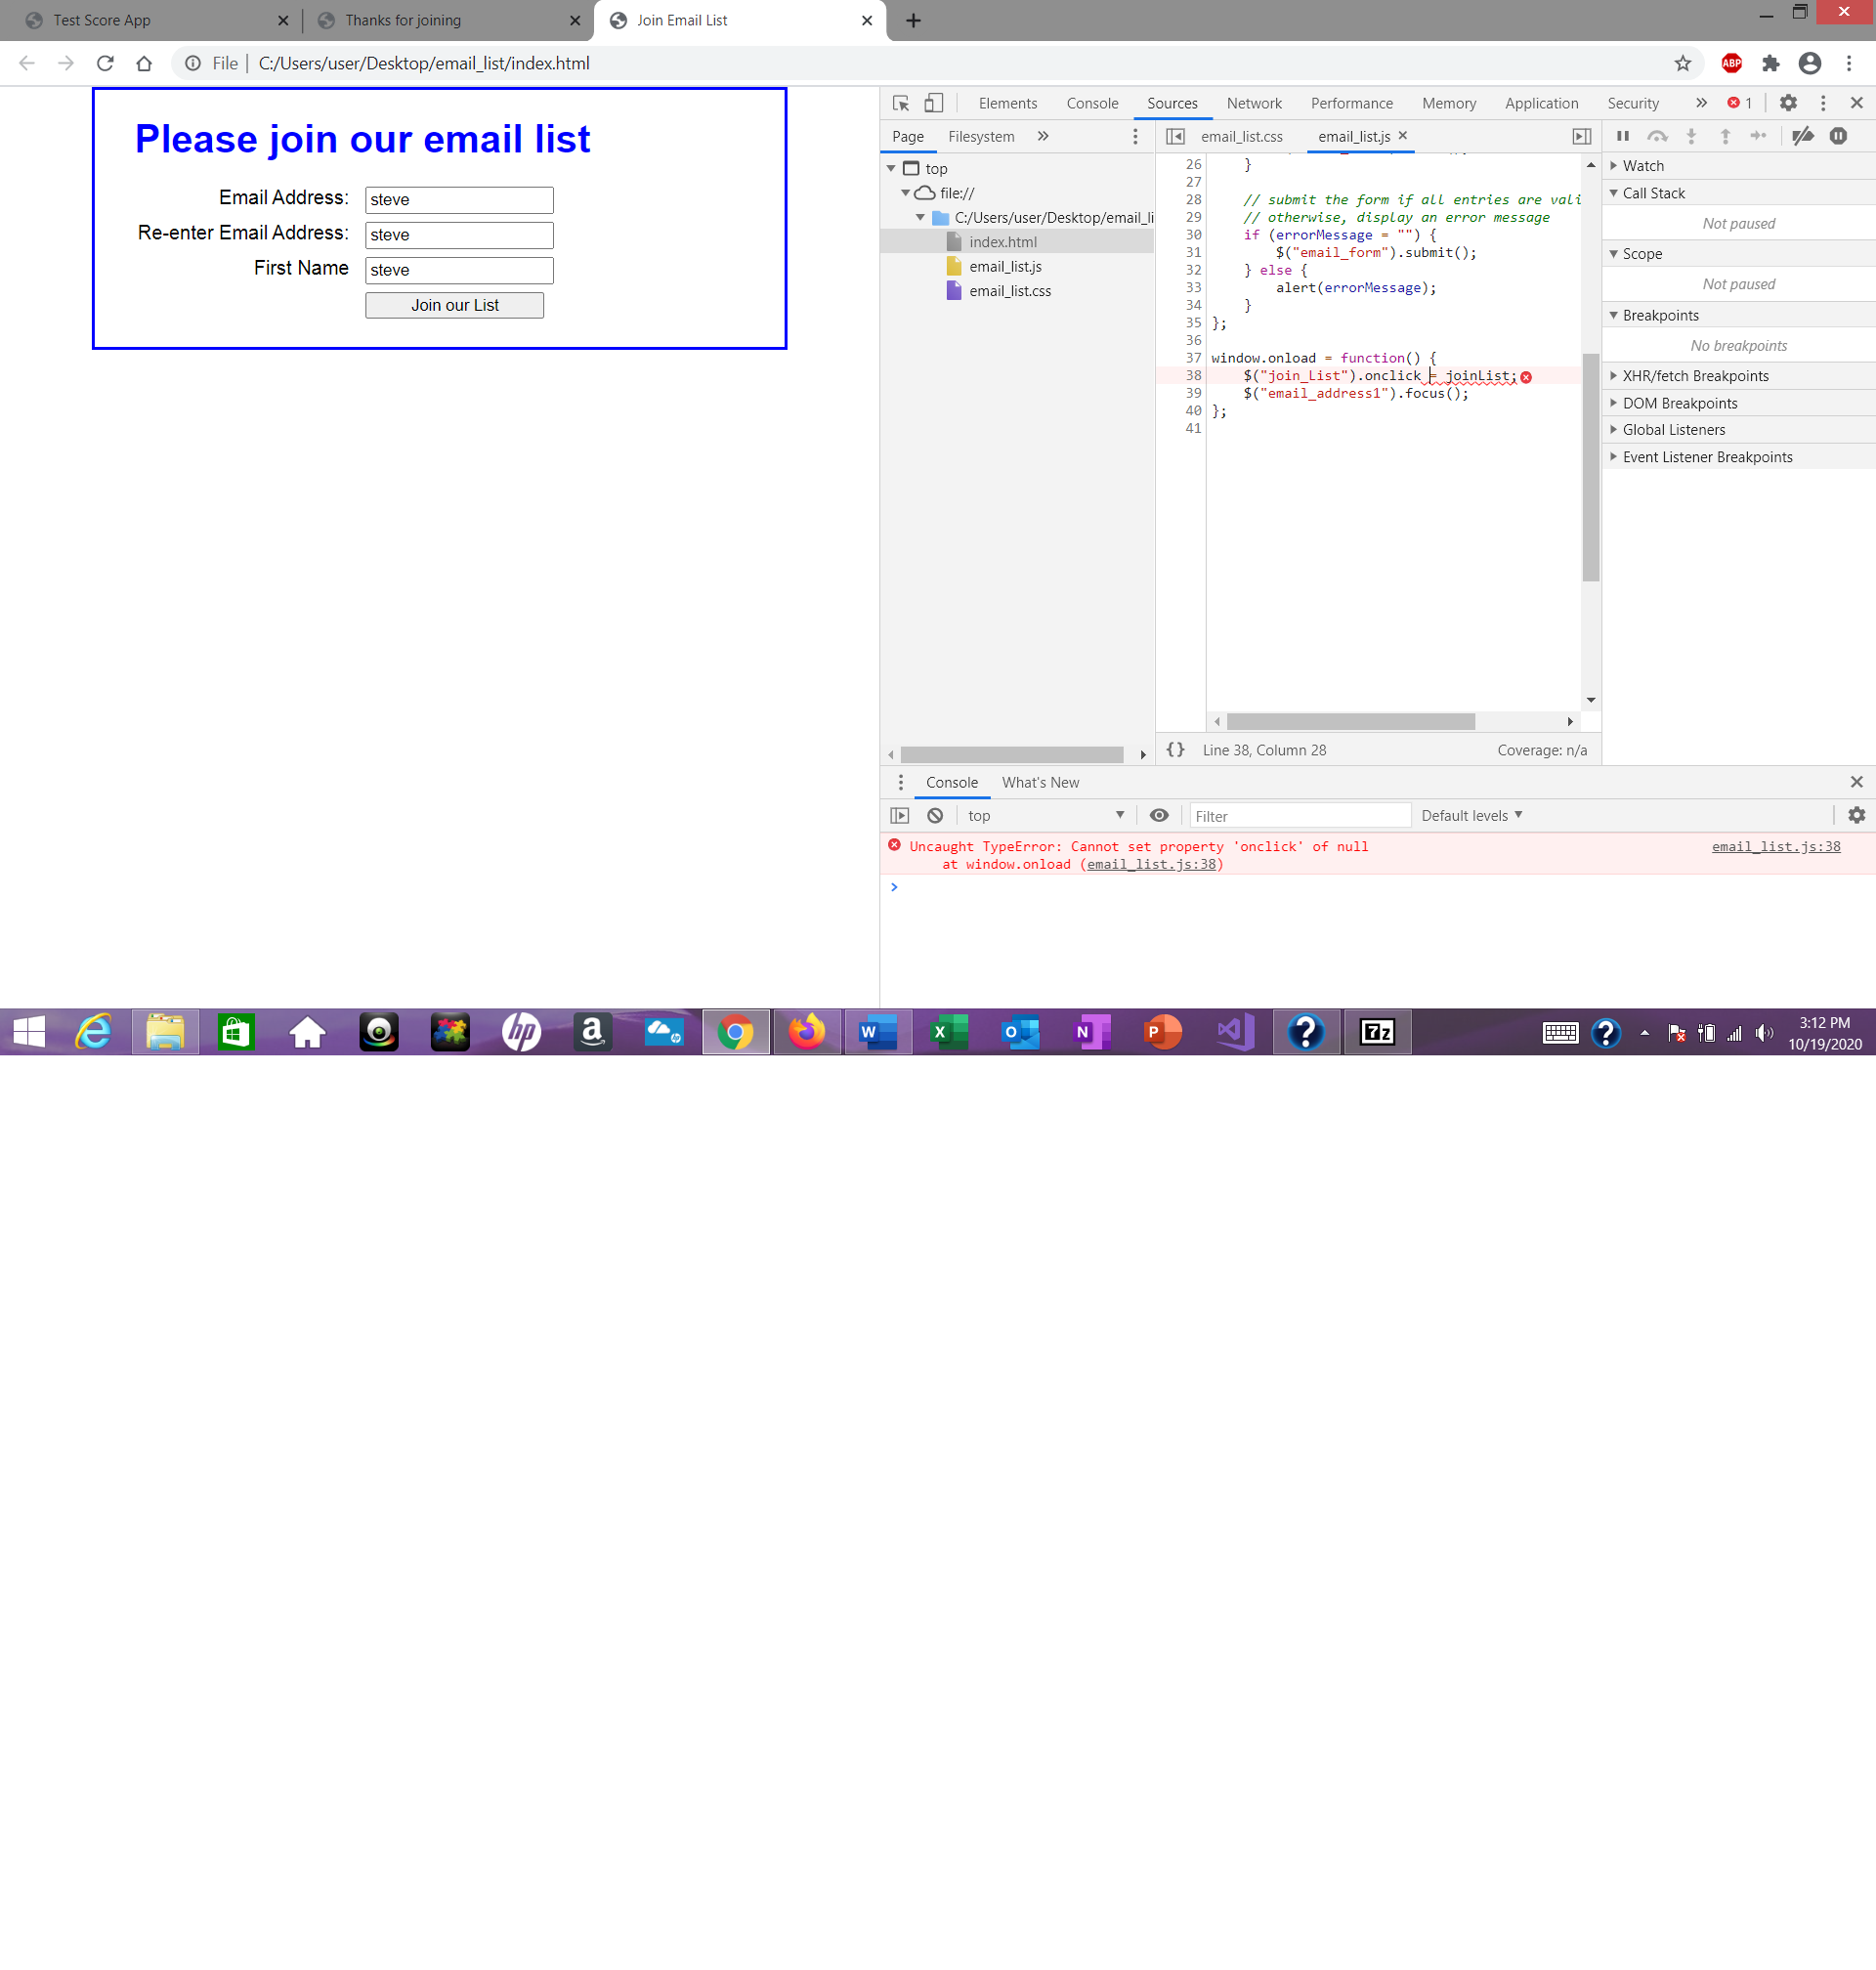 Test Score App
Thanks for joining
Join Email List
File
C:/Users/user/Desktop/email_list/index.html
ABP
Please join our email list
Email Address:
steve
Re-enter Email Address:
steve
First Name
steve
Join our List
Elements Console Sources Network Performance Memory Application Security » 1
Page Filesystem »
top
file://
C:/Users/user/Desktop/email_li
index.html
email_list.js
email_list.css
email_list.css email_list.js
26 }
27
28 // submit the form if all entries are vali
29 // otherwise, display an error message
30 if (errorMessage = "") {
31 $("email_form").submit();
32 } else {
33 alert(errorMessage);
34 }
35 };
36
37 window.onload = function() {
38 $("join_List").onclick = joinList;
39 $("email_address1").focus();
40 };
41
{} Line 38, Column 28 Coverage: n/a
Watch
Call Stack
Not paused
Scope
Not paused
Breakpoints
No breakpoints
XHR/fetch Breakpoints
DOM Breakpoints
Global Listeners
Event Listener Breakpoints
Console What's New
top Filter Default levels
Uncaught TypeError: Cannot set property 'onclick' of null email_list.js:38
at window.onload (email_list.js:38)
>
hp a hp W X O N P ? 7z ?
3:12 PM
10/19/2020